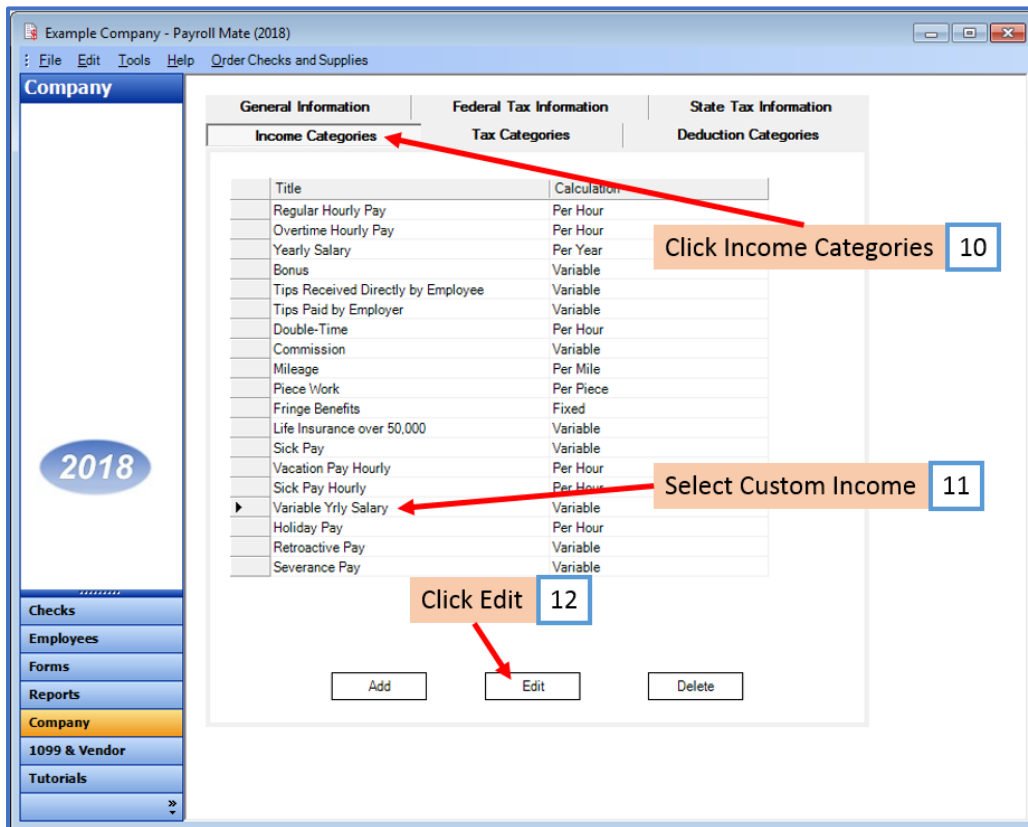 Example Company - Payroll Mate (2018)
File Edit Tools Help Order Checks and Supplies
Company
General Information Federal Tax Information State Tax Information
Income Categories Tax Categories Deduction Categories
Title Calculation
Regular Hourly Pay Per Hour
Overtime Hourly Pay Per Hour
Yearly Salary Per Year
Click Income Categories 10
Bonus Variable
Tips Received Directly by Employee Variable
Tips Paid by Employer Variable
Double-Time Per Hour
Commission Variable
Mileage Per Mile
Piece Work Per Piece
Fringe Benefits Fixed
Life Insurance over 50,000 Variable
Sick Pay Variable
2018
Vacation Pay Hourly Per Hour
Sick Pay Hourly Per Hour
Select Custom Income 11
Variable Yrly Salary Variable
Holiday Pay Per Hour
Retroactive Pay Variable
Severance Pay Variable
Click Edit 12
Checks
Employees
Forms
Reports
Company
1099 & Vendor
Tutorials
Add Edit Delete